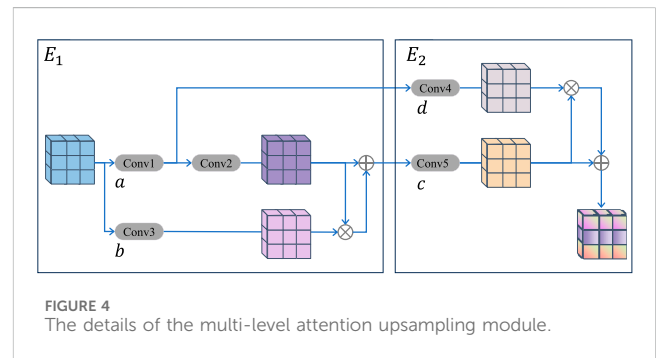 E1
E2
Conv4
d
Conv1
Conv2
Conv5
a
c
Conv3
b
FIGURE 4
The details of the multi-level attention upsampling module.